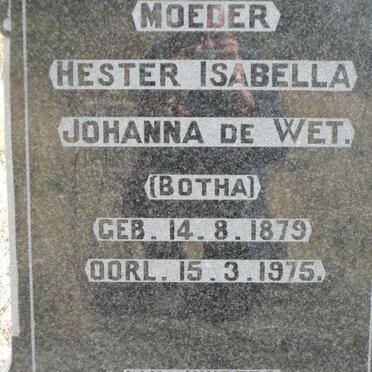 MOEDER
HESTER ISABELLA
JOHANNA DE WET.
(BOTHA)
GEB. 14. 8. 1879
OORL. 15. 3. 1975.